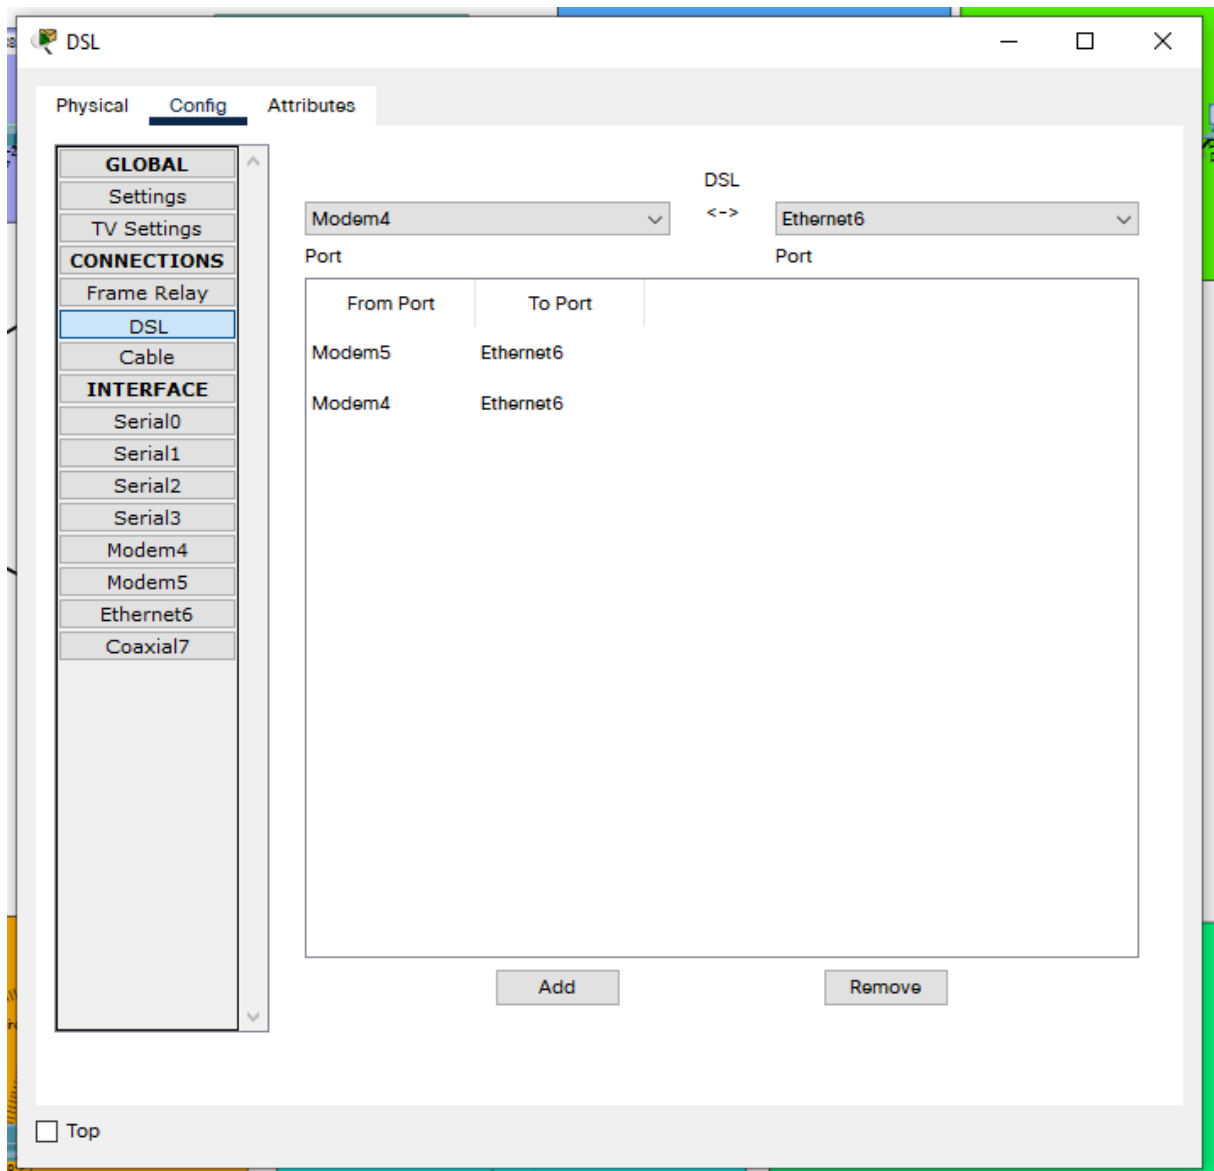 DSL
Physical Config Attributes
GLOBAL
Settings
TV Settings
CONNECTIONS
Frame Relay
DSL
Cable
INTERFACE
Serial0
Serial1
Serial2
Serial3
Modem4
Modem5
Ethernet6
Coaxial7
DSL
Modem4 <-> Ethernet6
Port Port
From Port To Port
Modem5 Ethernet6
Modem4 Ethernet6
Add Remove
Top